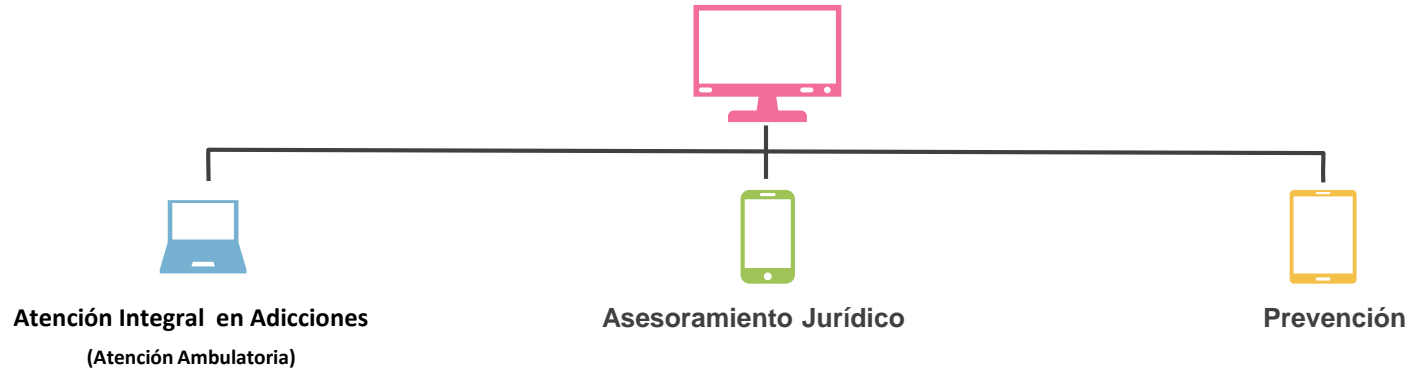 Atención Integral en Adicciones
(Atención Ambulatoria)
Asesoramiento Jurídico
Prevención